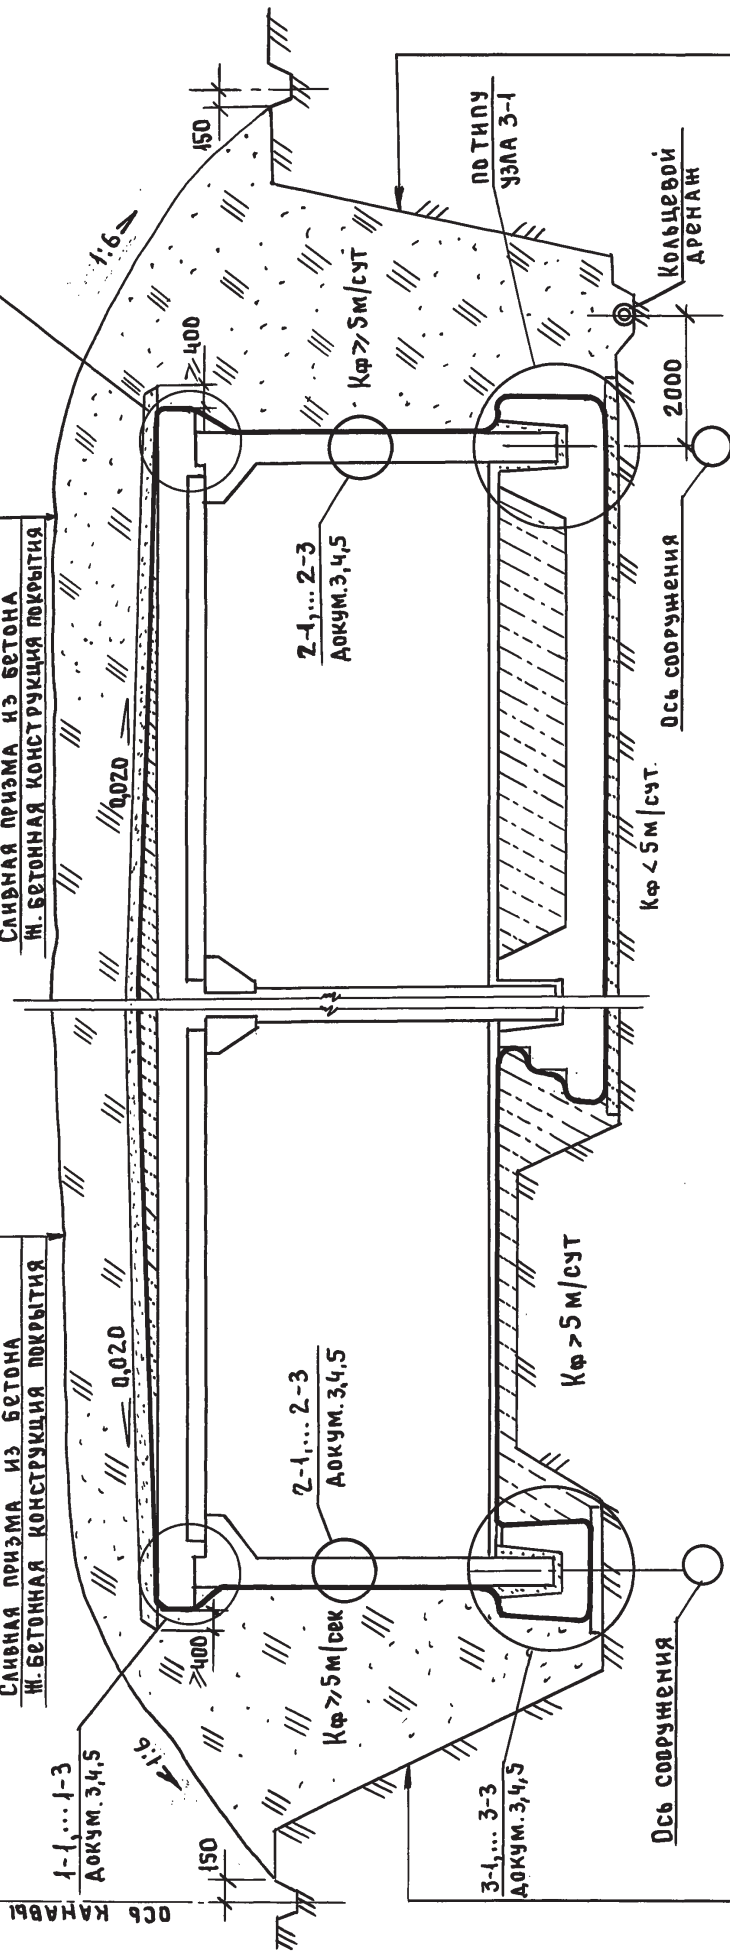 Сливная призма из бетона
Ж. бетонная конструкция покрытия
Сливная призма из бетона
Ж. бетонная конструкция покрытия
1-1,... 1-3
докум. 3,4,5
1:6
1:6
ось канавы
150
150
0,020
0,020
⩾400
⩾400
Кф⩾5м/сек
Кф⩾5м/сут
2-1,... 2-3
докум. 3,4,5
2-1,... 2-3
докум. 3,4,5
3-1,... 3-3
докум. 3,4,5
по типу
узла 3-1
Кф>5м/сут
Кф<5м/сут.
Кольцевой
дренаж
2000
Ось сооружения
Ось сооружения